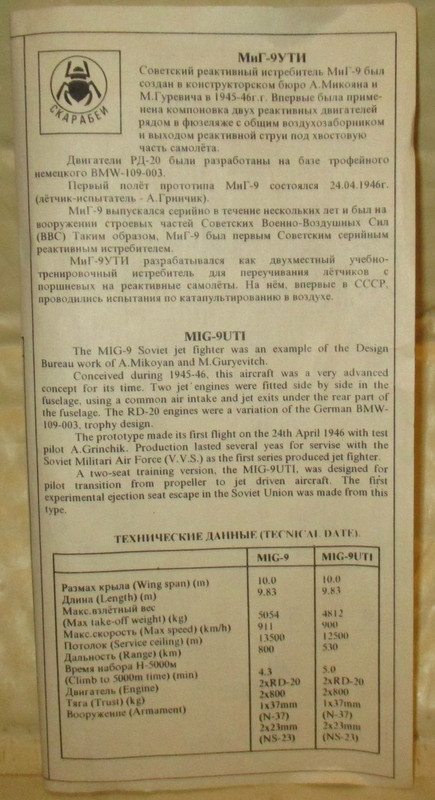 СКАРАБЕЙ
МиГ-9УТИ
Советский реактивный истребитель МиГ-9 был
создан в конструкторском бюро А.Микояна и
М.Гуревича в 1945-46г.г. Впервые была приме-
нена компоновка двух реактивных двигателей
рядом в фюзеляже с общим воздухозаборником
и выходом реактивной струи под хвостовую
часть самолёта.
Двигатели РД-20 были разработаны на базе трофейного
немецкого BMW-109-003.
Первый полёт прототипа МиГ-9 состоялся 24.04.1946г.
(лётчик-испытатель - А.Гринчик).
МиГ-9 выпускался серийно в течение нескольких лет и был на
вооружении строевых частей Советских Военно-Воздушных Сил
(ВВС) Таким образом, МиГ-9 был первым Советским серийным
реактивным истребителем.
МиГ-9УТИ разрабатывался как двухместный учебно-
тренировочный истребитель для переучивания лётчиков с
поршневых на реактивные самолёты. На нём, впервые в СССР,
проводились испытания по катапультированию в воздухе.
MIG-9UTI
The MIG-9 Soviet jet fighter was an example of the Design
Bureau work of A.Mikoyan and M.Guryevitch.
Conceived during 1945-46, this aircraft was a very advanced
concept for its time. Two jet engines were fitted side by side in the
fuselage, using a common air intake and jet exits under the rear part of
the fuselage. The RD-20 engines were a variation of the German BMW-
109-003, trophy design.
The prototype made its first flight on the 24th April 1946 with test
pilot A.Grinchik. Production lasted several yeas for servise with the
Soviet Militari Air Force (V.V.S.) as the first series produced jet fighter.
A two-seat training version, the MIG-9UTI, was designed for
pilot transition from propeller to jet driven aircraft. The first
experimental ejection seat escape in the Soviet Union was made from this
type.
ТЕХНИЧЕСКИЕ ДАННЫЕ (TECNICAL DATE).
MIG-9 MIG-9UTI
Размах крыла (Wing span) (m) 10.0 10.0
Длина (Length) (m) 9.83 9.83
Макс.взлётный вес
(Max take-off weight) (kg) 5054 4812
Макс.скорость (Max speed) (km/h) 911 900
Потолок (Service ceiling) (m) 13500 12500
Дальность (Range) (km) 800 530
Время набора H-5000м
(Climb to 5000m time) (min) 4.3 5.0
Двигатель (Engine) 2xRD-20 2xRD-20
Тяга (Trust) (kg) 2x800 2x800
Вооружение (Armament) 1x37mm 1x37mm
(N-37) (N-37)
2x23mm 2x23mm
(NS-23) (NS-23)